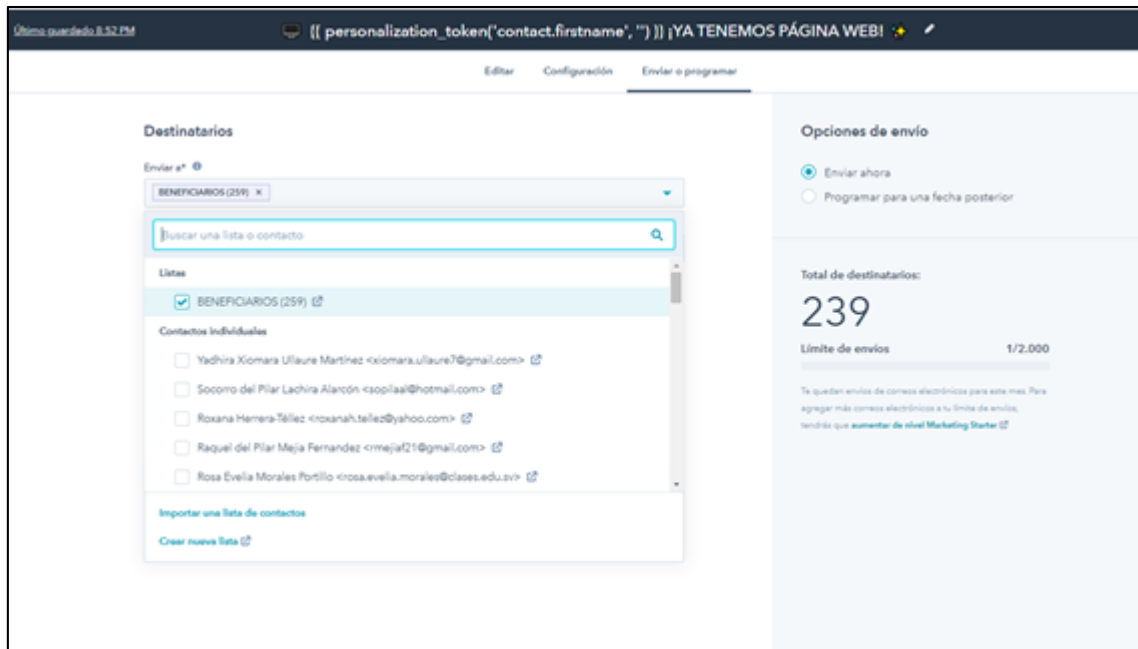 Último guardado 8:52 PM
{{ personalization_token('contact.firstname', '') }} ¡YA TENEMOS PÁGINA WEB! ✨
Editar Configuración Enviar o programar
Destinatarios
Enviar a*
BENEFICIARIOS (259) ×
Buscar una lista o contacto
Listas
BENEFICIARIOS (259)
Contactos individuales
Yadhira Xiomara Ullaure Martínez <xiomara.ullaure7@gmail.com>
Socorro del Pilar Lachira Alarcón <sopilaal@hotmail.com>
Roxana Herrera-Téllez <roxanah.tellez@yahoo.com>
Raquel del Pilar Mejia Fernandez <rmejiaf21@gmail.com>
Rosa Evelia Morales Portillo <rosa.evelia.morales@clases.edu.sv>
Importar una lista de contactos
Crear nueva lista
Opciones de envío
Enviar ahora
Programar para una fecha posterior
Total de destinatarios:
239
Límite de envíos 1/2.000
Te quedan envíos de correos electrónicos para este mes. Para
agregar más correos electrónicos a tu límite de envíos,
tendrás que aumentar de nivel Marketing Starter